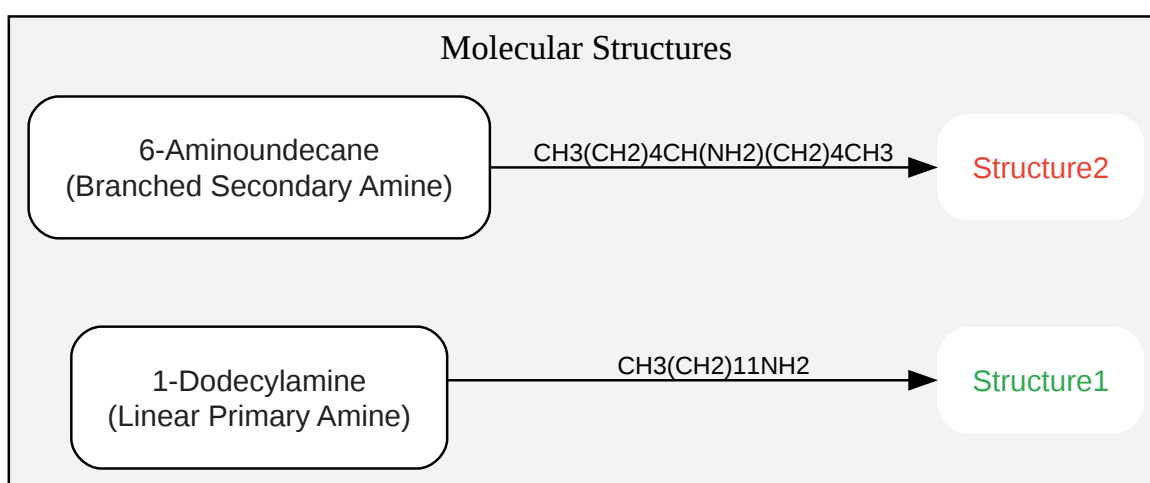 Molecular Structures
6-Aminoundecane
(Branched Secondary Amine)
CH3(CH2)4CH(NH2)(CH2)4CH3
Structure2
1-Dodecylamine
(Linear Primary Amine)
CH3(CH2)11NH2
Structure1